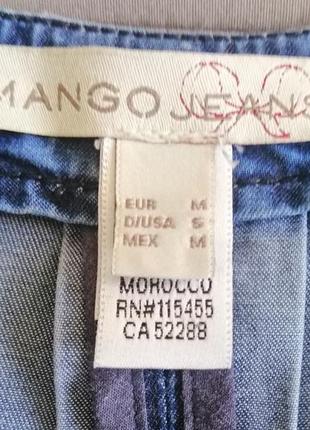 MANGO JEANS
EUR M
D/USA S
MEX M
MOROCCO
RN#115455
CA 52288